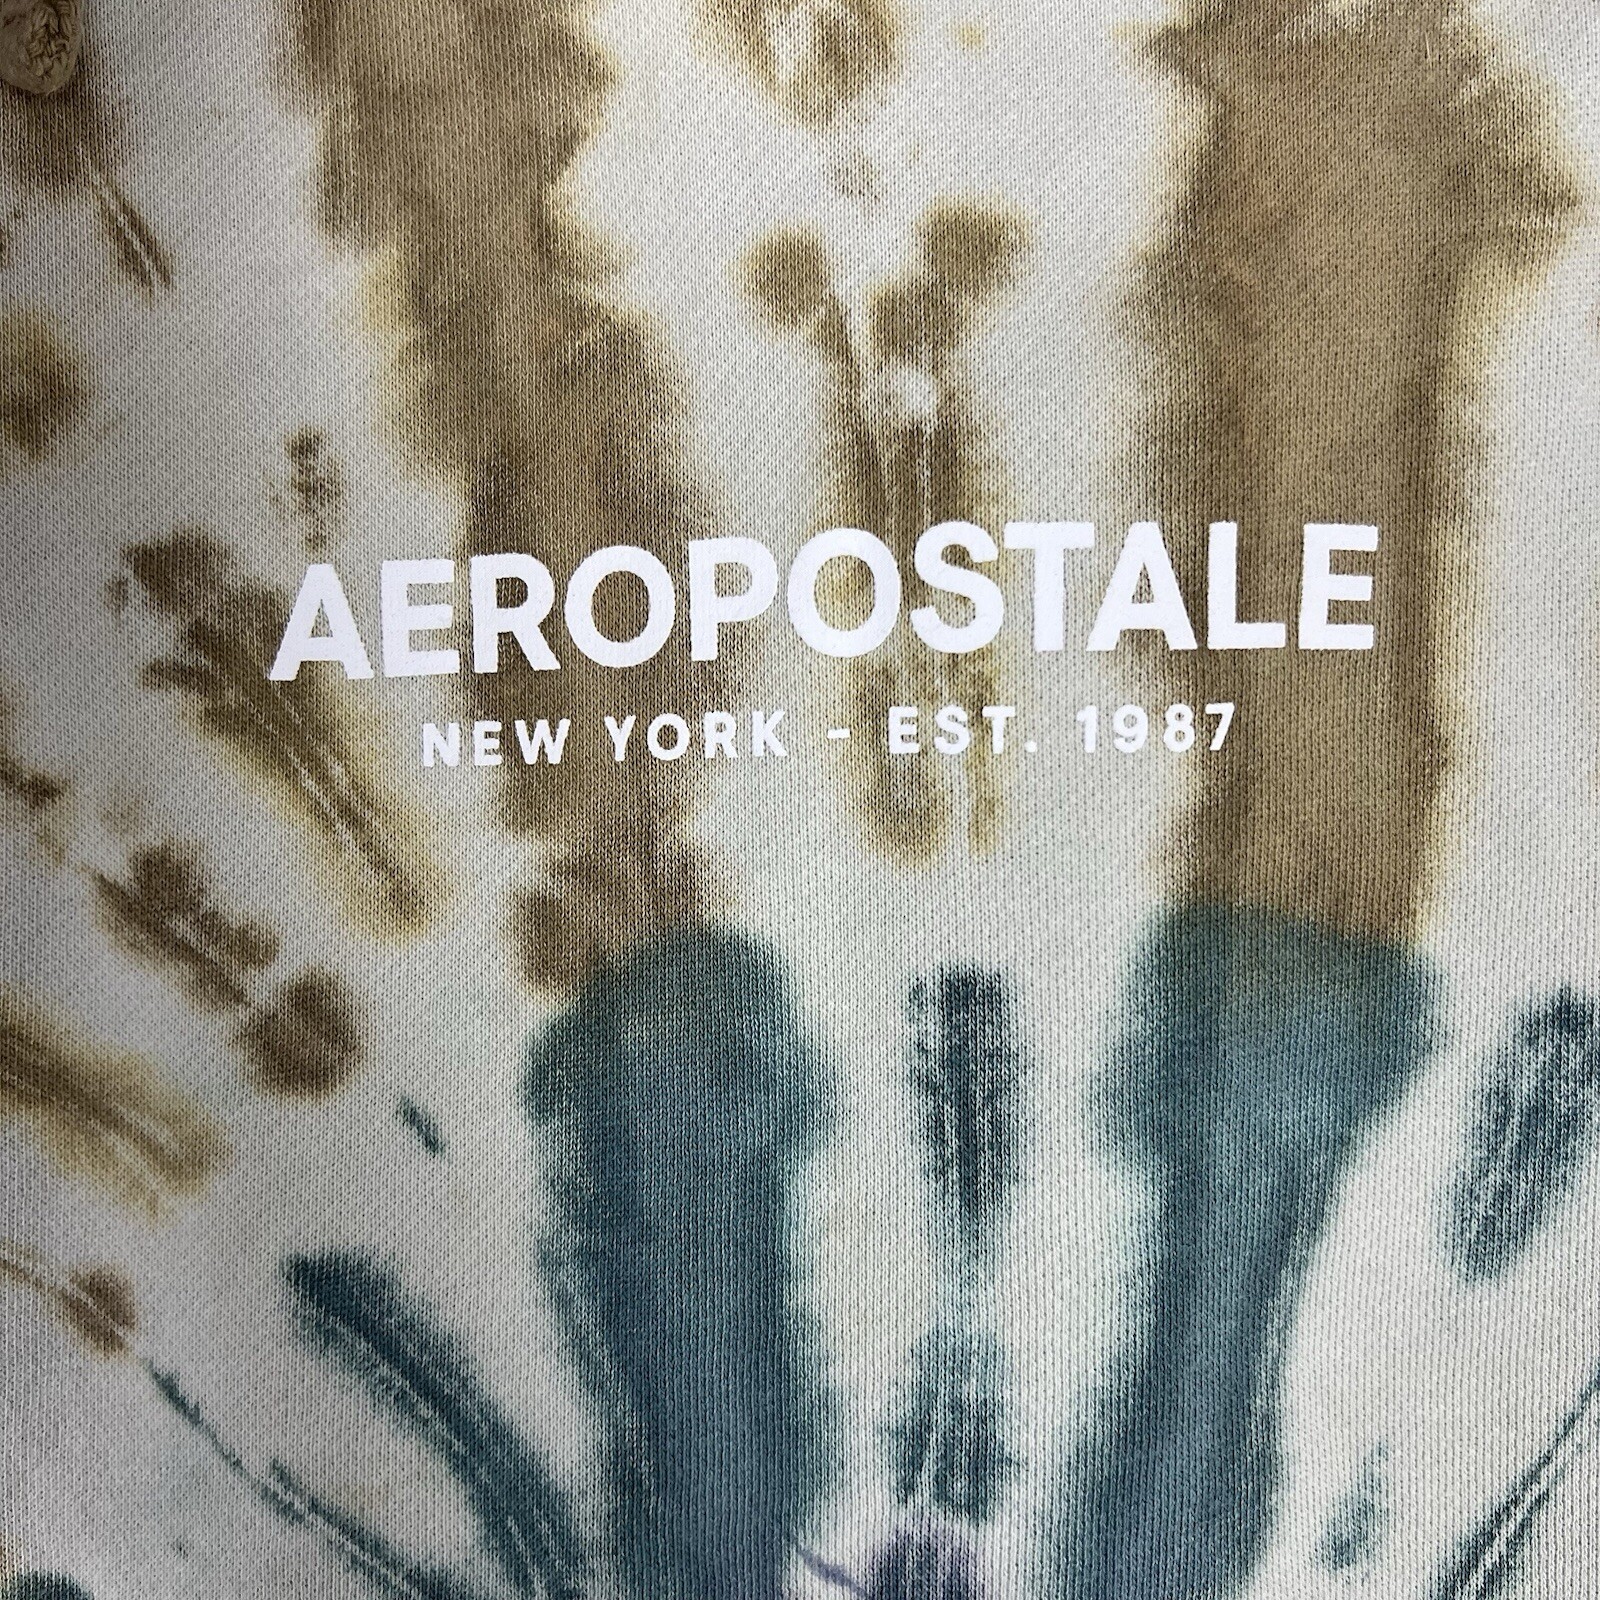 AEROPOSTALE
NEW YORK - EST. 1987